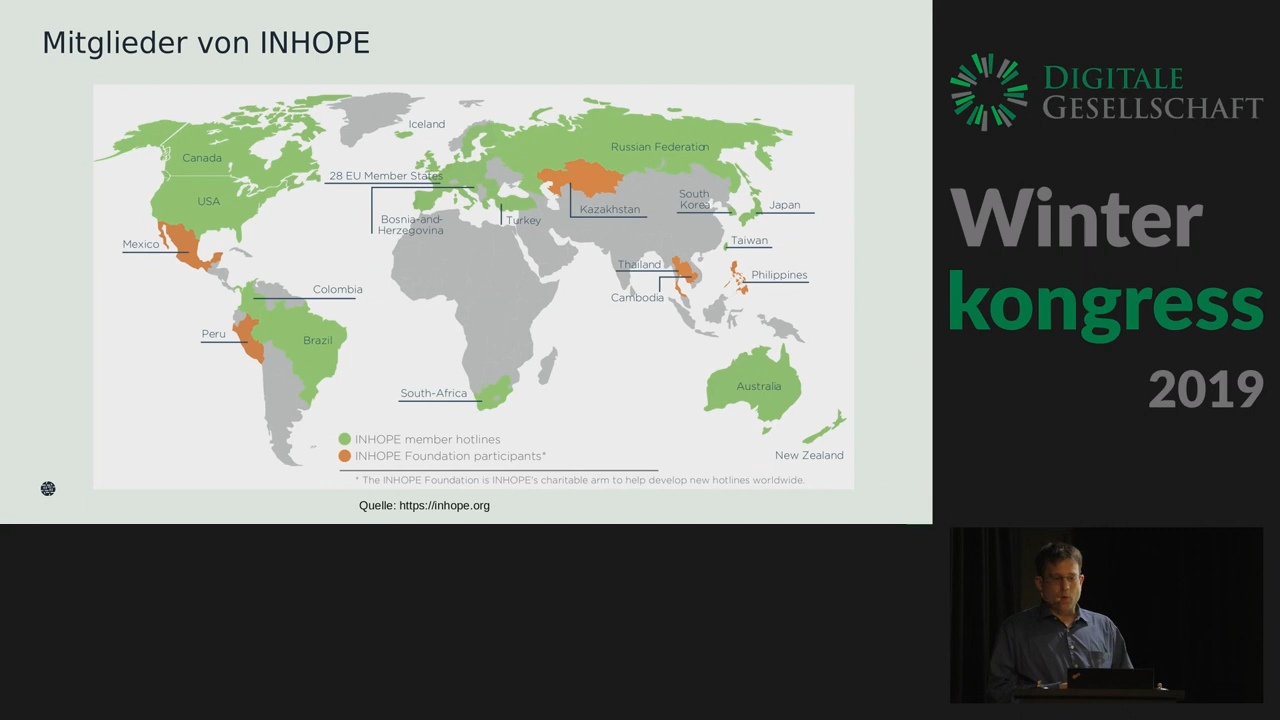 Mitglieder von INHOPE
Iceland
Canada
Russian Federation
28 EU Member States
USA
South
Korea
Japan
Kazakhstan
Bosnia-and-
Herzegovina
Turkey
Mexico
Taiwan
Thailand
Philippines
Colombia
Cambodia
Peru
Brazil
Australia
South-Africa
INHOPE member hotlines
INHOPE Foundation participants*
New Zealand
* The INHOPE Foundation is INHOPE's charitable arm to help develop new hotlines worldwide.
Quelle: https://inhope.org
DIGITALE
GESELLSCHAFT
Winter
kongress
2019